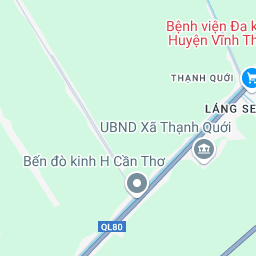 Bệnh viện Đa k
Huyện Vĩnh Th
THẠNH QUỚI
LÁNG SE
UBND Xã Thạnh Quới
Bến đò kinh H Cần Thơ
QL80